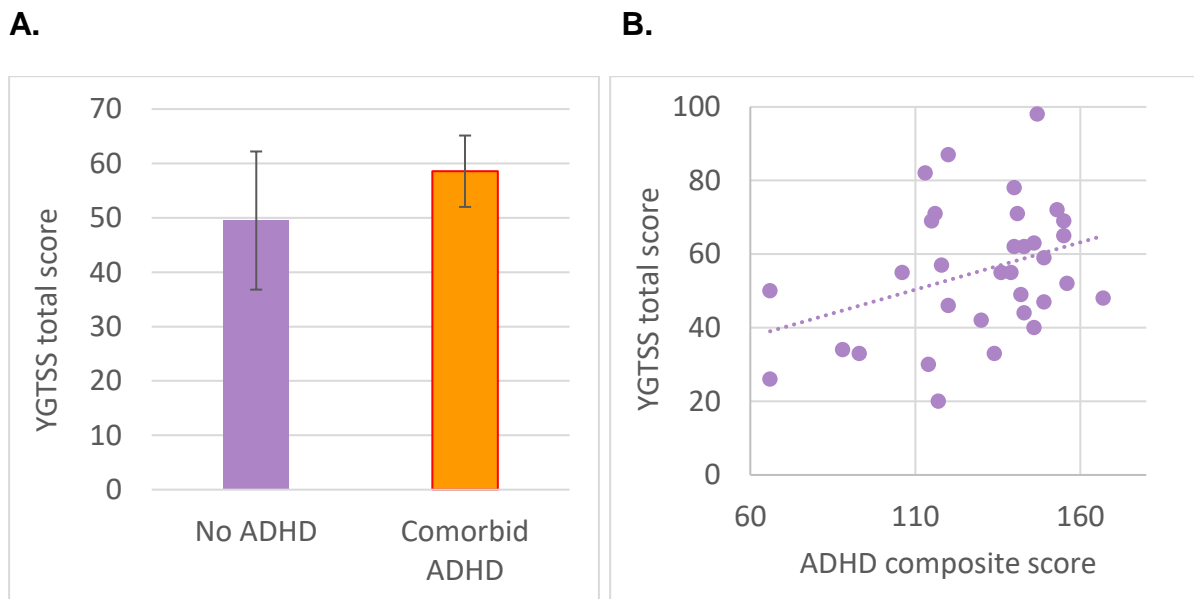 A.
B.
70
60
50
40
30
20
10
0
YGTSS total score
No ADHD
Comorbid
ADHD
100
80
60
40
20
0
YGTSS total score
60
110
160
ADHD composite score